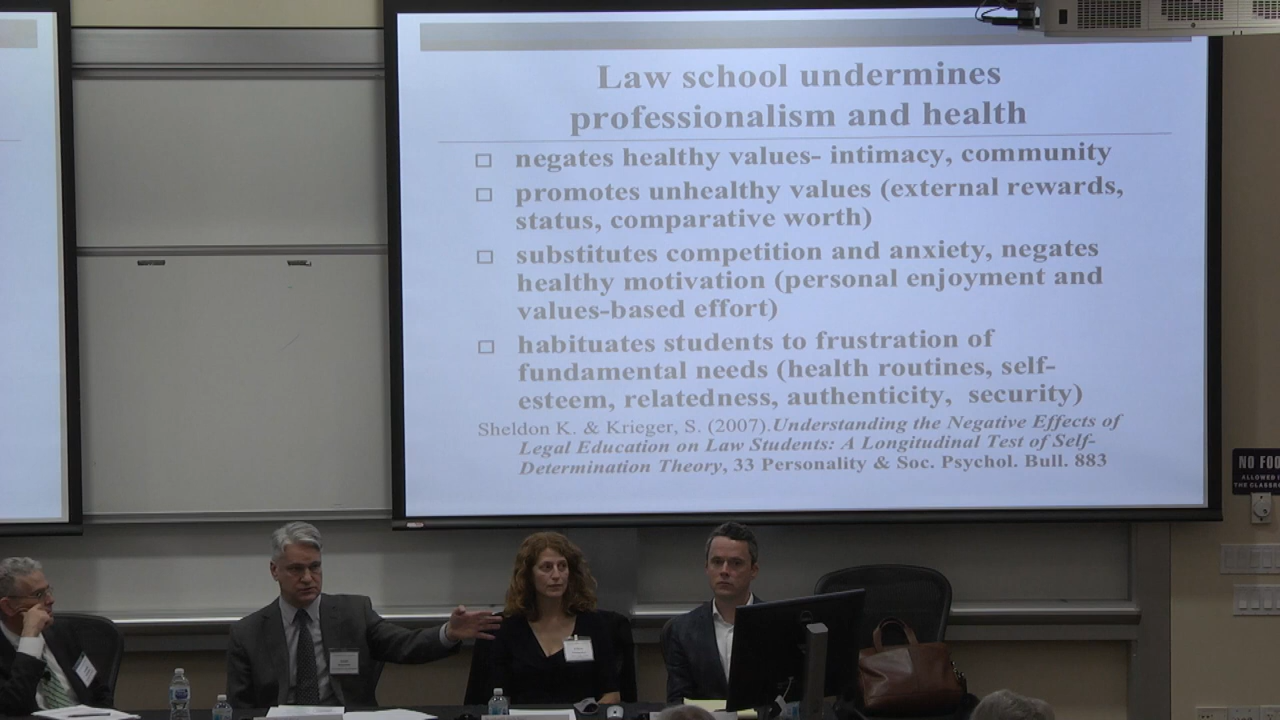 Law school undermines
professionalism and health
negates healthy values- intimacy, community
promotes unhealthy values (external rewards,
status, comparative worth)
substitutes competition and anxiety, negates
healthy motivation (personal enjoyment and
values-based effort)
habituates students to frustration of
fundamental needs (health routines, self-
esteem, relatedness, authenticity, security)
Sheldon K. & Krieger, S. (2007).Understanding the Negative Effects of
Legal Education on Law Students: A Longitudinal Test of Self-
Determination Theory, 33 Personality & Soc. Psychol. Bull. 883
NO FOO
ALLOWED I
THE CLASSR